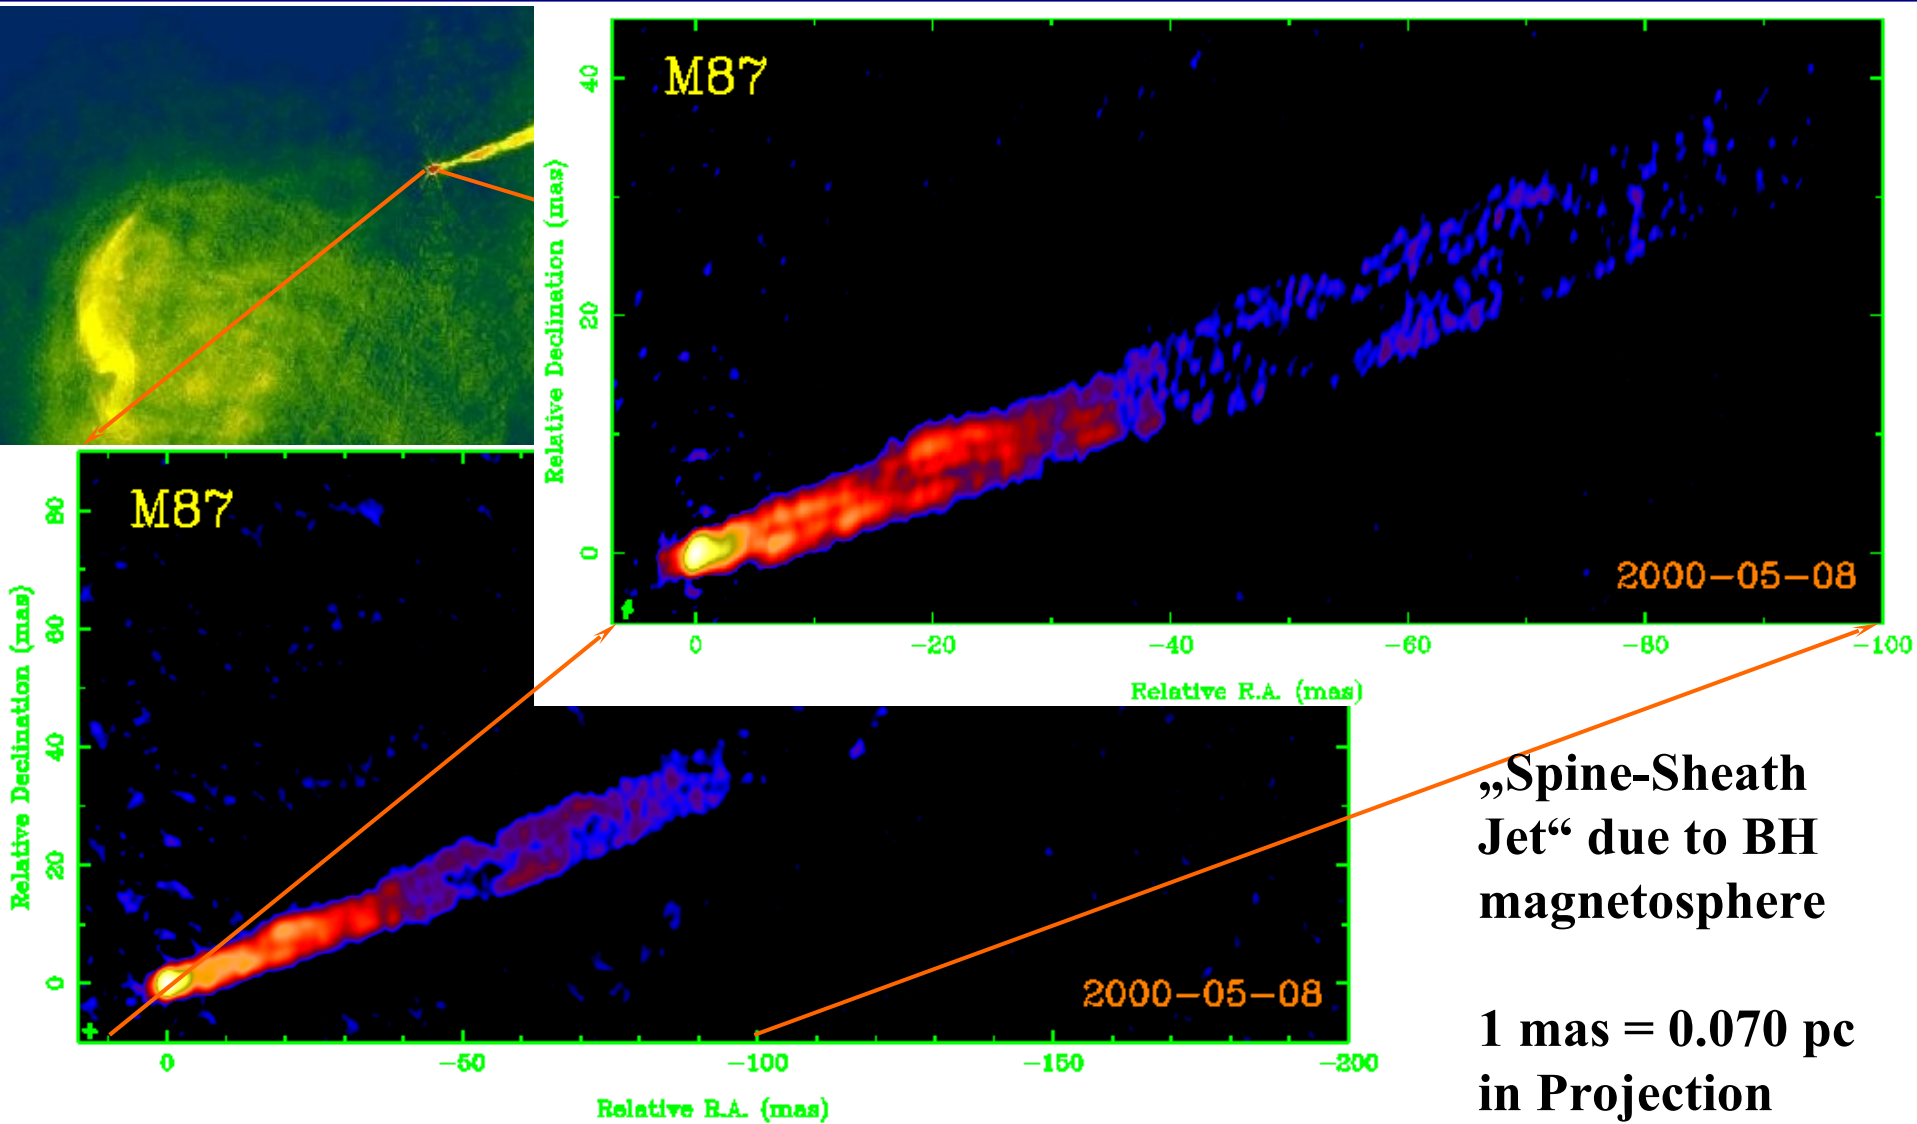 M87
40
20
0
Relative Declination (mas)
2000-05-08
0 -20 -40 -60 -80 -100
Relative R.A. (mas)
M87
80
60
40
20
0
Relative Declination (mas)
2000-05-08
0 -50 -100 -150 -200
Relative R.A. (mas)
„Spine-Sheath
Jet“ due to BH
magnetosphere
1 mas = 0.070 pc
in Projection